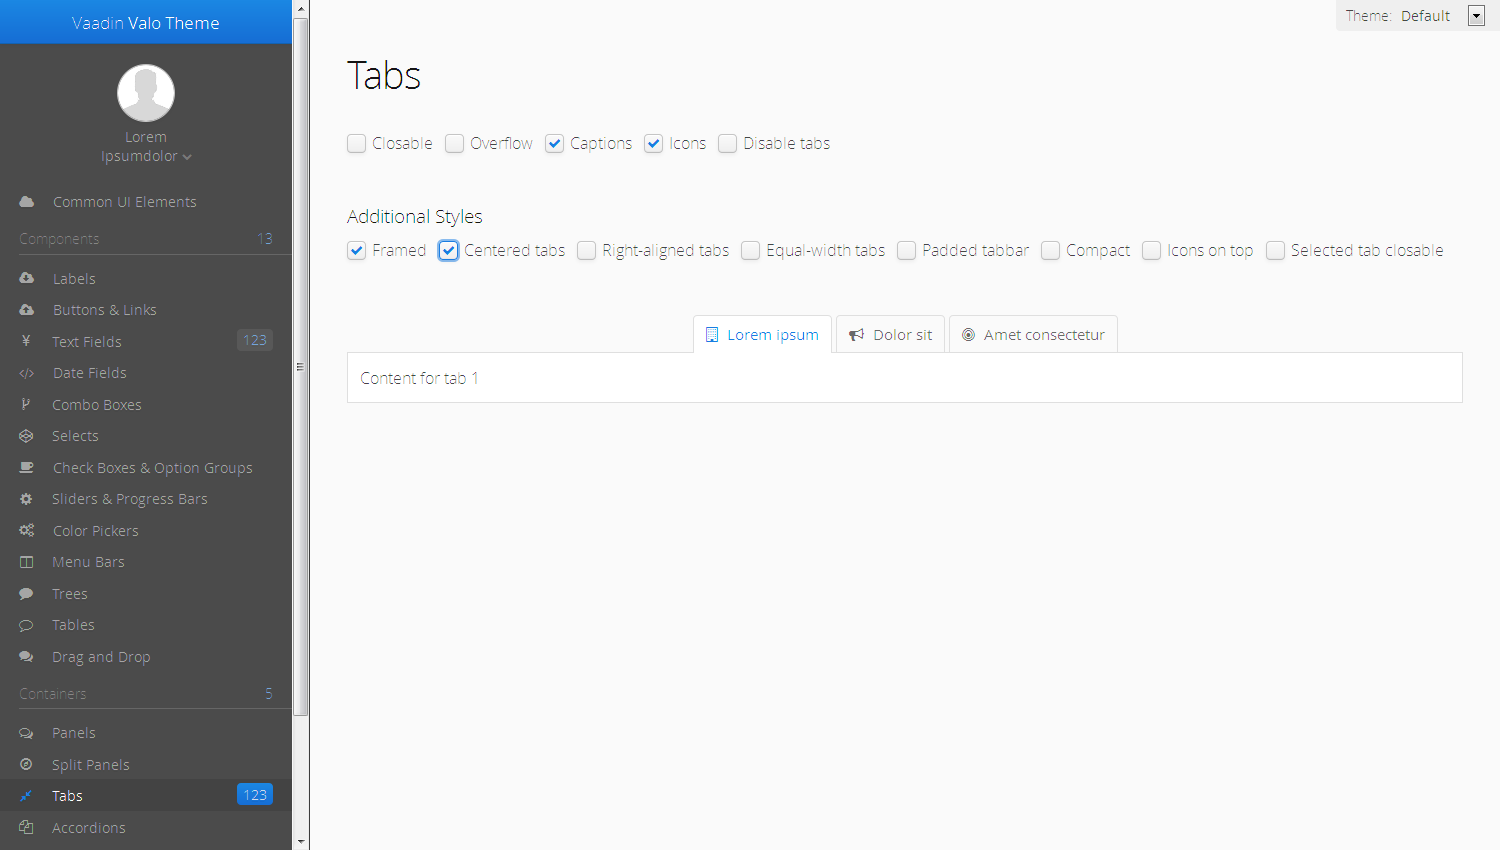 Vaadin Valo Theme
Lorem
Ipsumdolor
Common UI Elements
Components 13
Labels
Buttons & Links
Text Fields 123
Date Fields
Combo Boxes
Selects
Check Boxes & Option Groups
Sliders & Progress Bars
Color Pickers
Menu Bars
Trees
Tables
Drag and Drop
Containers 5
Panels
Split Panels
Tabs 123
Accordions
Theme: Default
Tabs
Closable Overflow Captions Icons Disable tabs
Additional Styles
Framed Centered tabs Right-aligned tabs Equal-width tabs Padded tabbar Compact Icons on top Selected tab closable
Lorem ipsum Dolor sit Amet consectetur
Content for tab 1